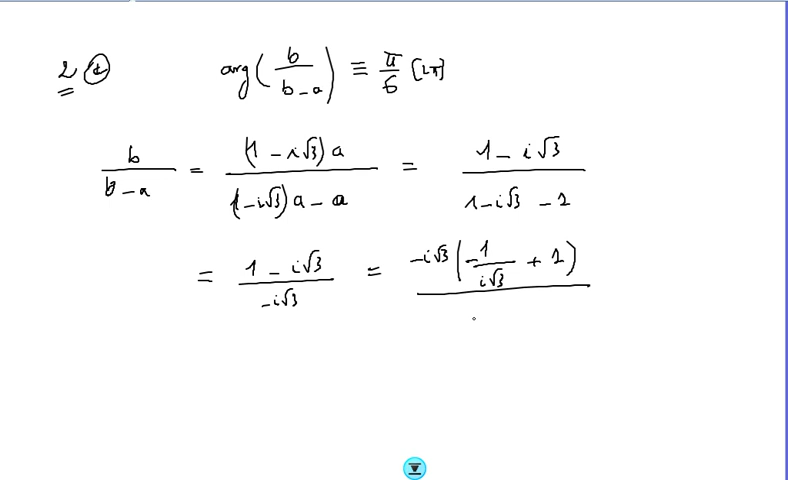 2 a) arg(b/(b-a)) ≡ π/6 [2π]
b/(b-a) = (1-i√3)a/((1-i√3)a-a) = (1-i√3)/(1-i√3-1)
= (1-i√3)/(-i√3) = -i√3(-1/(i√3)+1)